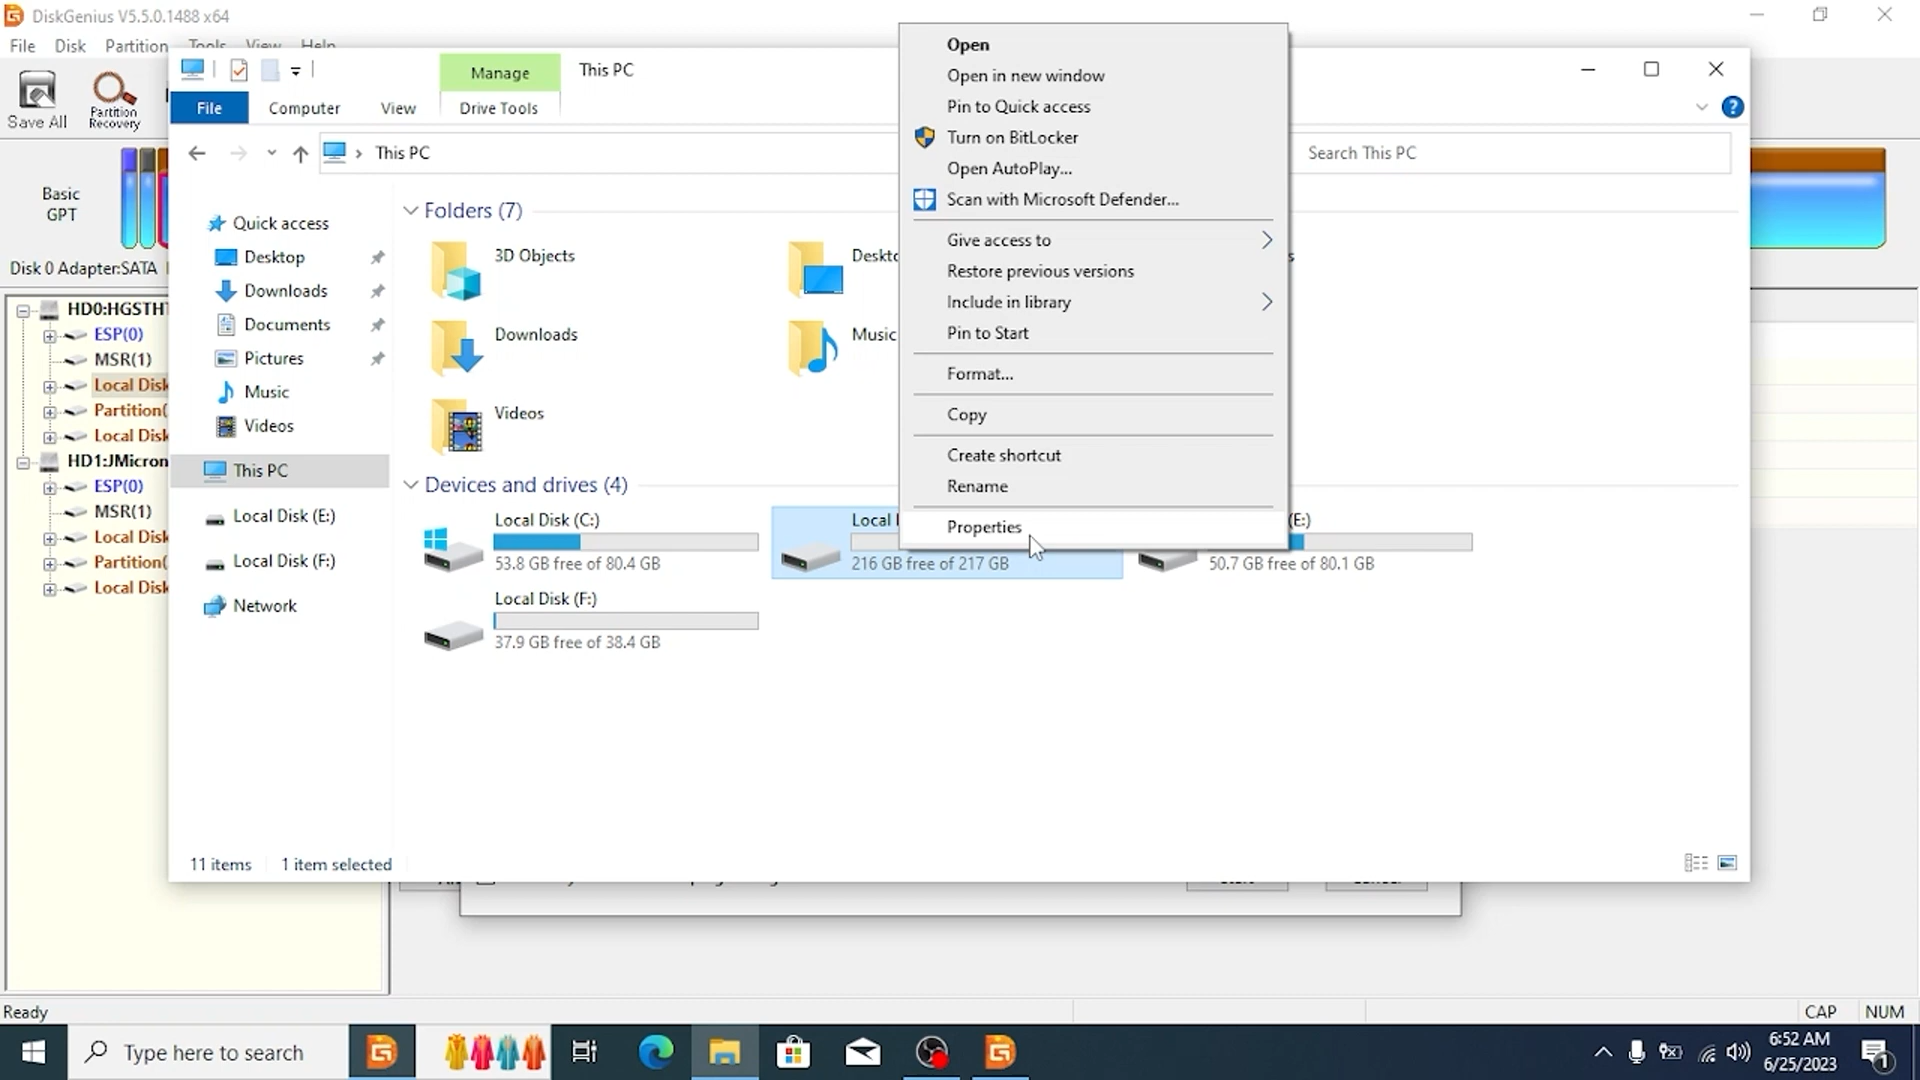 DiskGenius V5.5.0.1488 x64
File Disk Partition Tools View Help
Save All
Partition
Recovery
Basic
GPT
Disk 0 Adapter:SATA
HD0:HGSTHT
ESP(0)
MSR(1)
Local Disk
Partition(
Local Disk
HD1:JMicron
ESP(0)
MSR(1)
Local Disk
Partition(
Local Disk
Manage
This PC
File
Computer
View
Drive Tools
This PC
Search This PC
Quick access
Desktop
Downloads
Documents
Pictures
Music
Videos
This PC
Local Disk (E:)
Local Disk (F:)
Network
Folders (7)
3D Objects
Downloads
Music
Videos
Devices and drives (4)
Local Disk (C:)
53.8 GB free of 80.4 GB
Local
216 GB free of 217 GB
(E:)
50.7 GB free of 80.1 GB
Local Disk (F:)
37.9 GB free of 38.4 GB
Open
Open in new window
Pin to Quick access
Turn on BitLocker
Open AutoPlay...
Scan with Microsoft Defender...
Give access to
Restore previous versions
Include in library
Pin to Start
Format...
Copy
Create shortcut
Rename
Properties
11 items
1 item selected
Ready
CAP
NUM
Type here to search
6:52 AM
6/25/2023
1